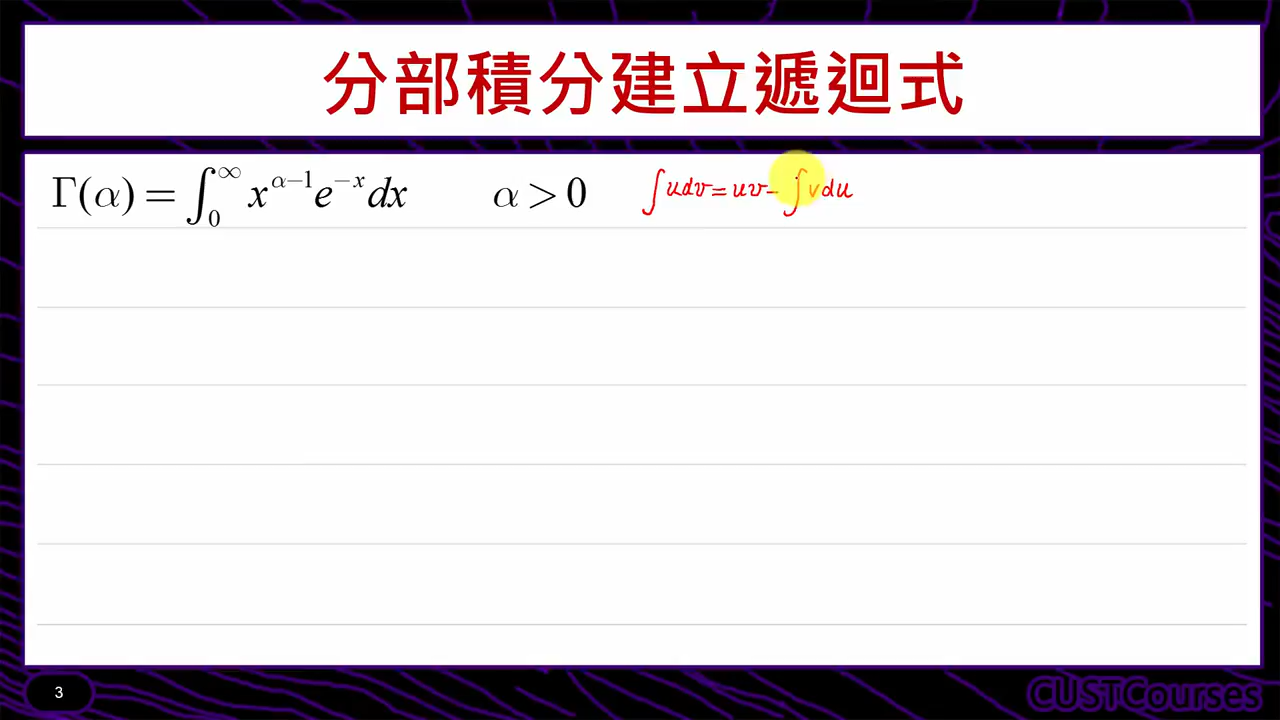 分部積分建立遞迴式
Γ(α) = ∫₀^∞ x^{α−1} e^{−x} dx α > 0 ∫udv = uv − ∫vdu
3
CUSTCourses